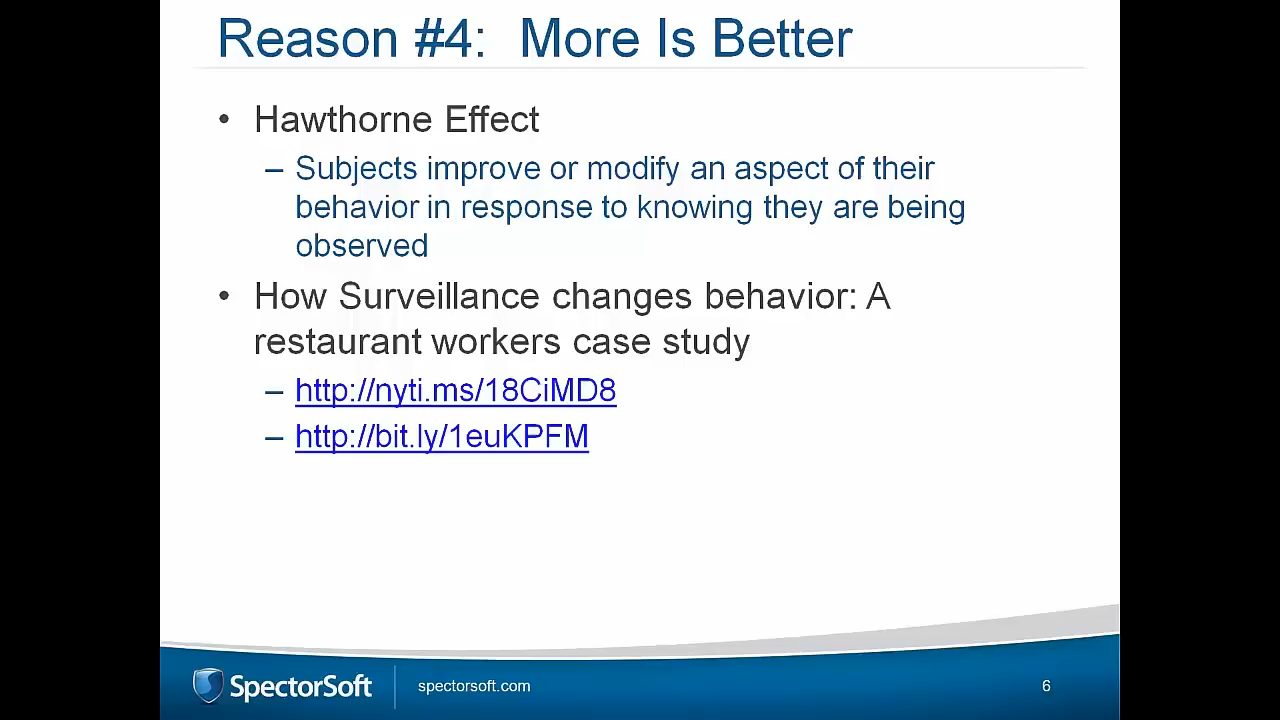 Reason #4:  More Is Better
• Hawthorne Effect
– Subjects improve or modify an aspect of their
behavior in response to knowing they are being
observed
• How Surveillance changes behavior: A
restaurant workers case study
– http://nyti.ms/18CiMD8
– http://bit.ly/1euKPFM
SpectorSoft
spectorsoft.com
6